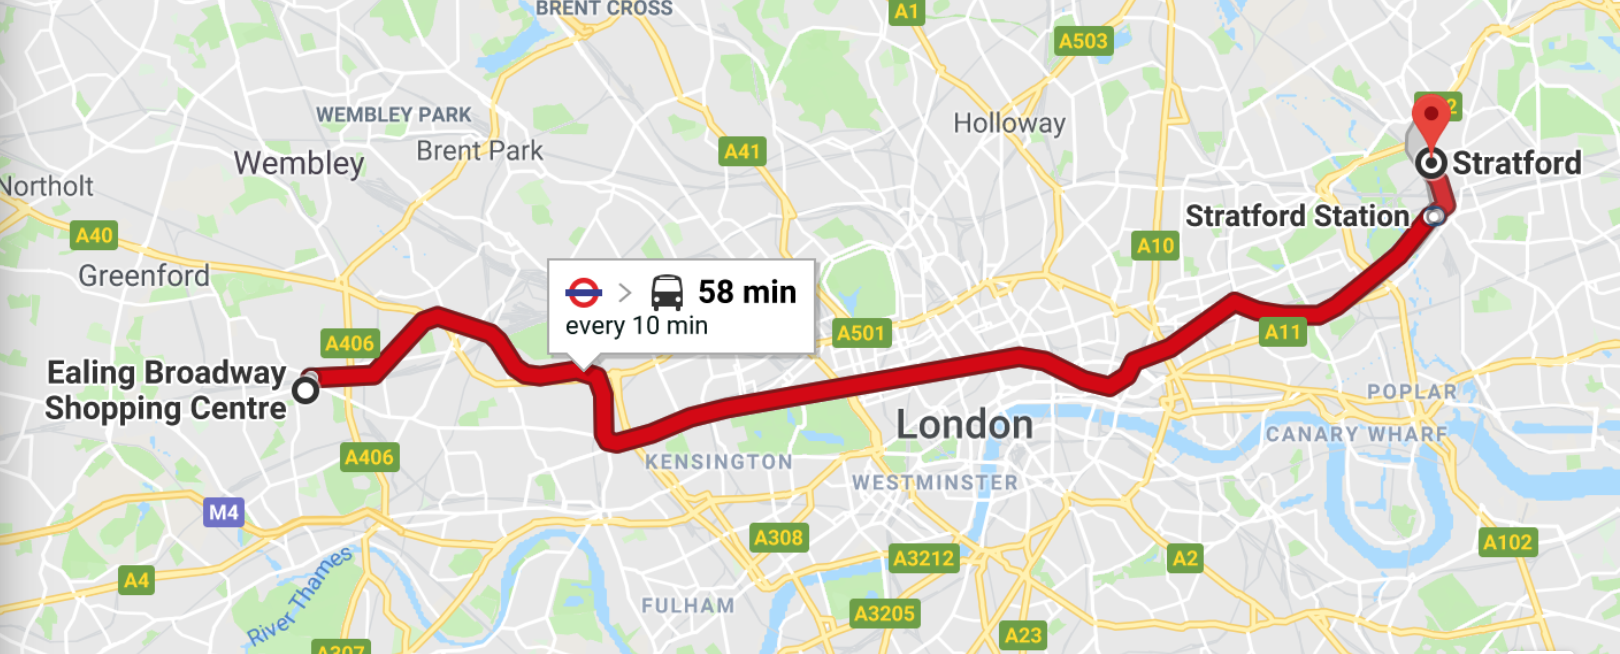 BRENT CROSS
A1
A503
WEMBLEY PARK
Holloway
2
Wembley
Brent Park
A41
Stratford
Northolt
Stratford Station
A40
A10
Greenford
58 min
every 10 min
A406
A501
A11
Ealing Broadway
Shopping Centre
POPLAR
London
CANARY WHARF
A406
KENSINGTON
WESTMINSTER
M4
A308
A3212
A2
A102
A4
River Thames
FULHAM
A3205
A23
A307